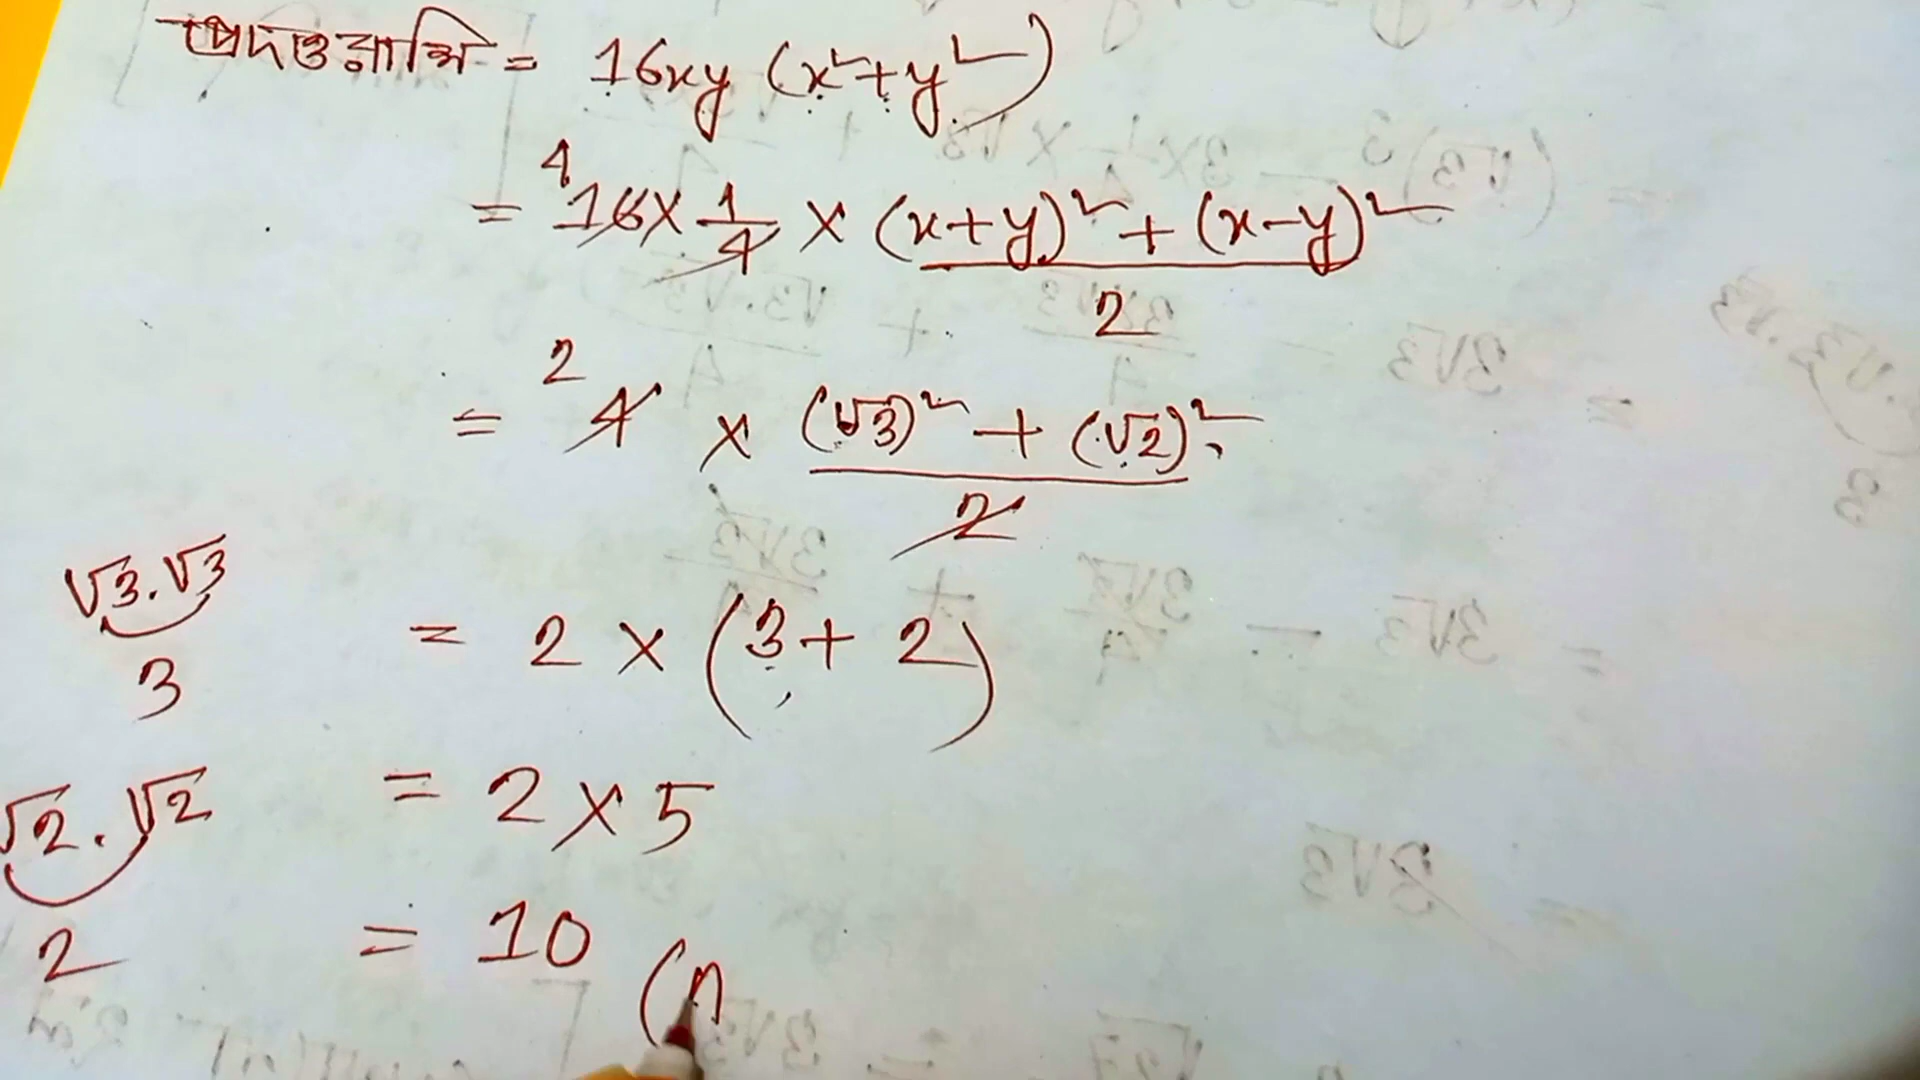 প্রদত্ত রাশি = 16xy (x²+y²)
= 16 × 1/4 × (x+y)² + (x-y)² / 2
4
= 4 × (√3)² + (√2)² / 2
2
√3.√3
3
= 2 × (3 + 2)
√2.√2
2
= 2 × 5
= 10 (